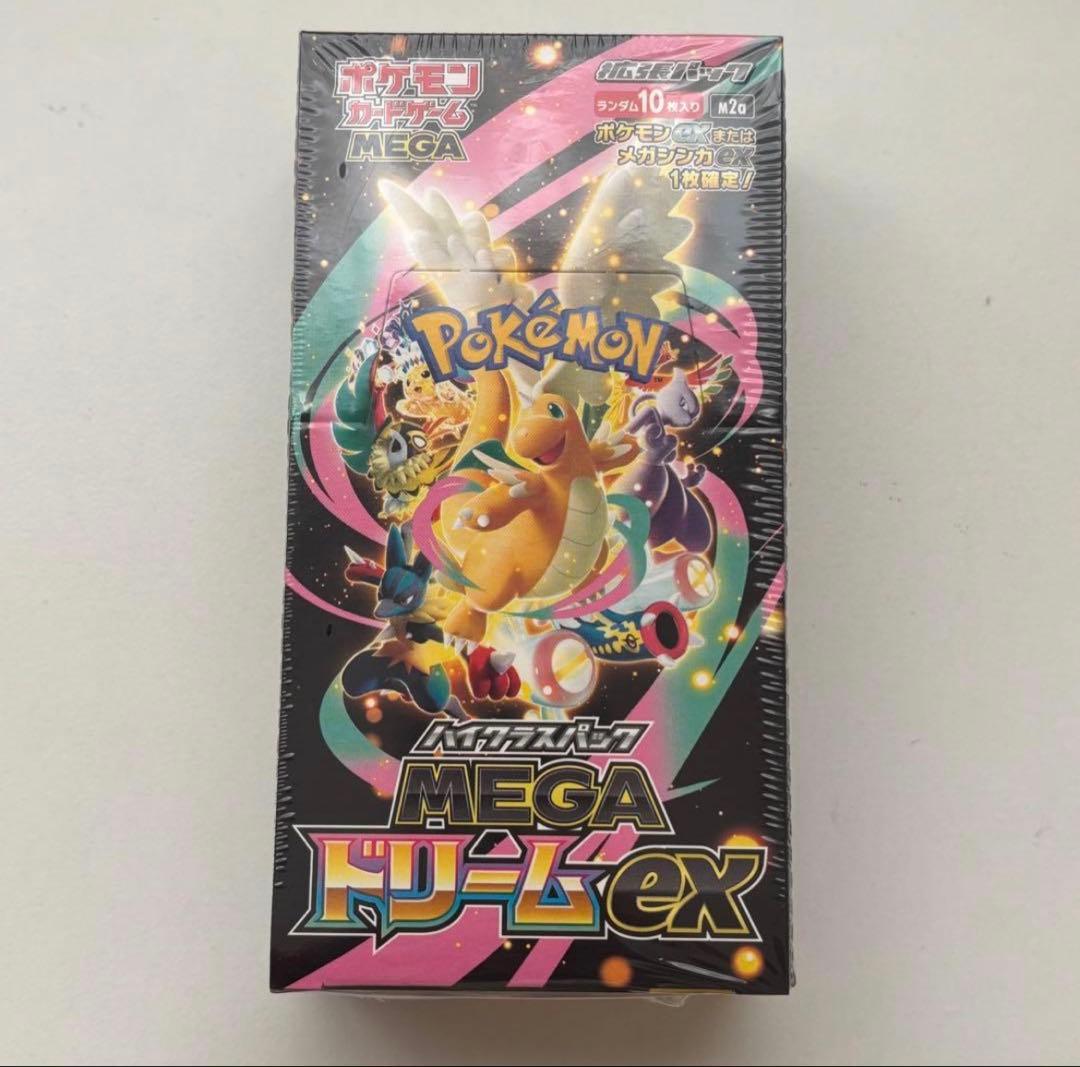 ポケモン
カードゲーム
MEGA
拡張パック
ランダム10枚入り M2a
ポケモンexまたは
メガシンカex
1枚確定!
POKéMON
TM
ハイクラスパック
MEGA
ドリームex